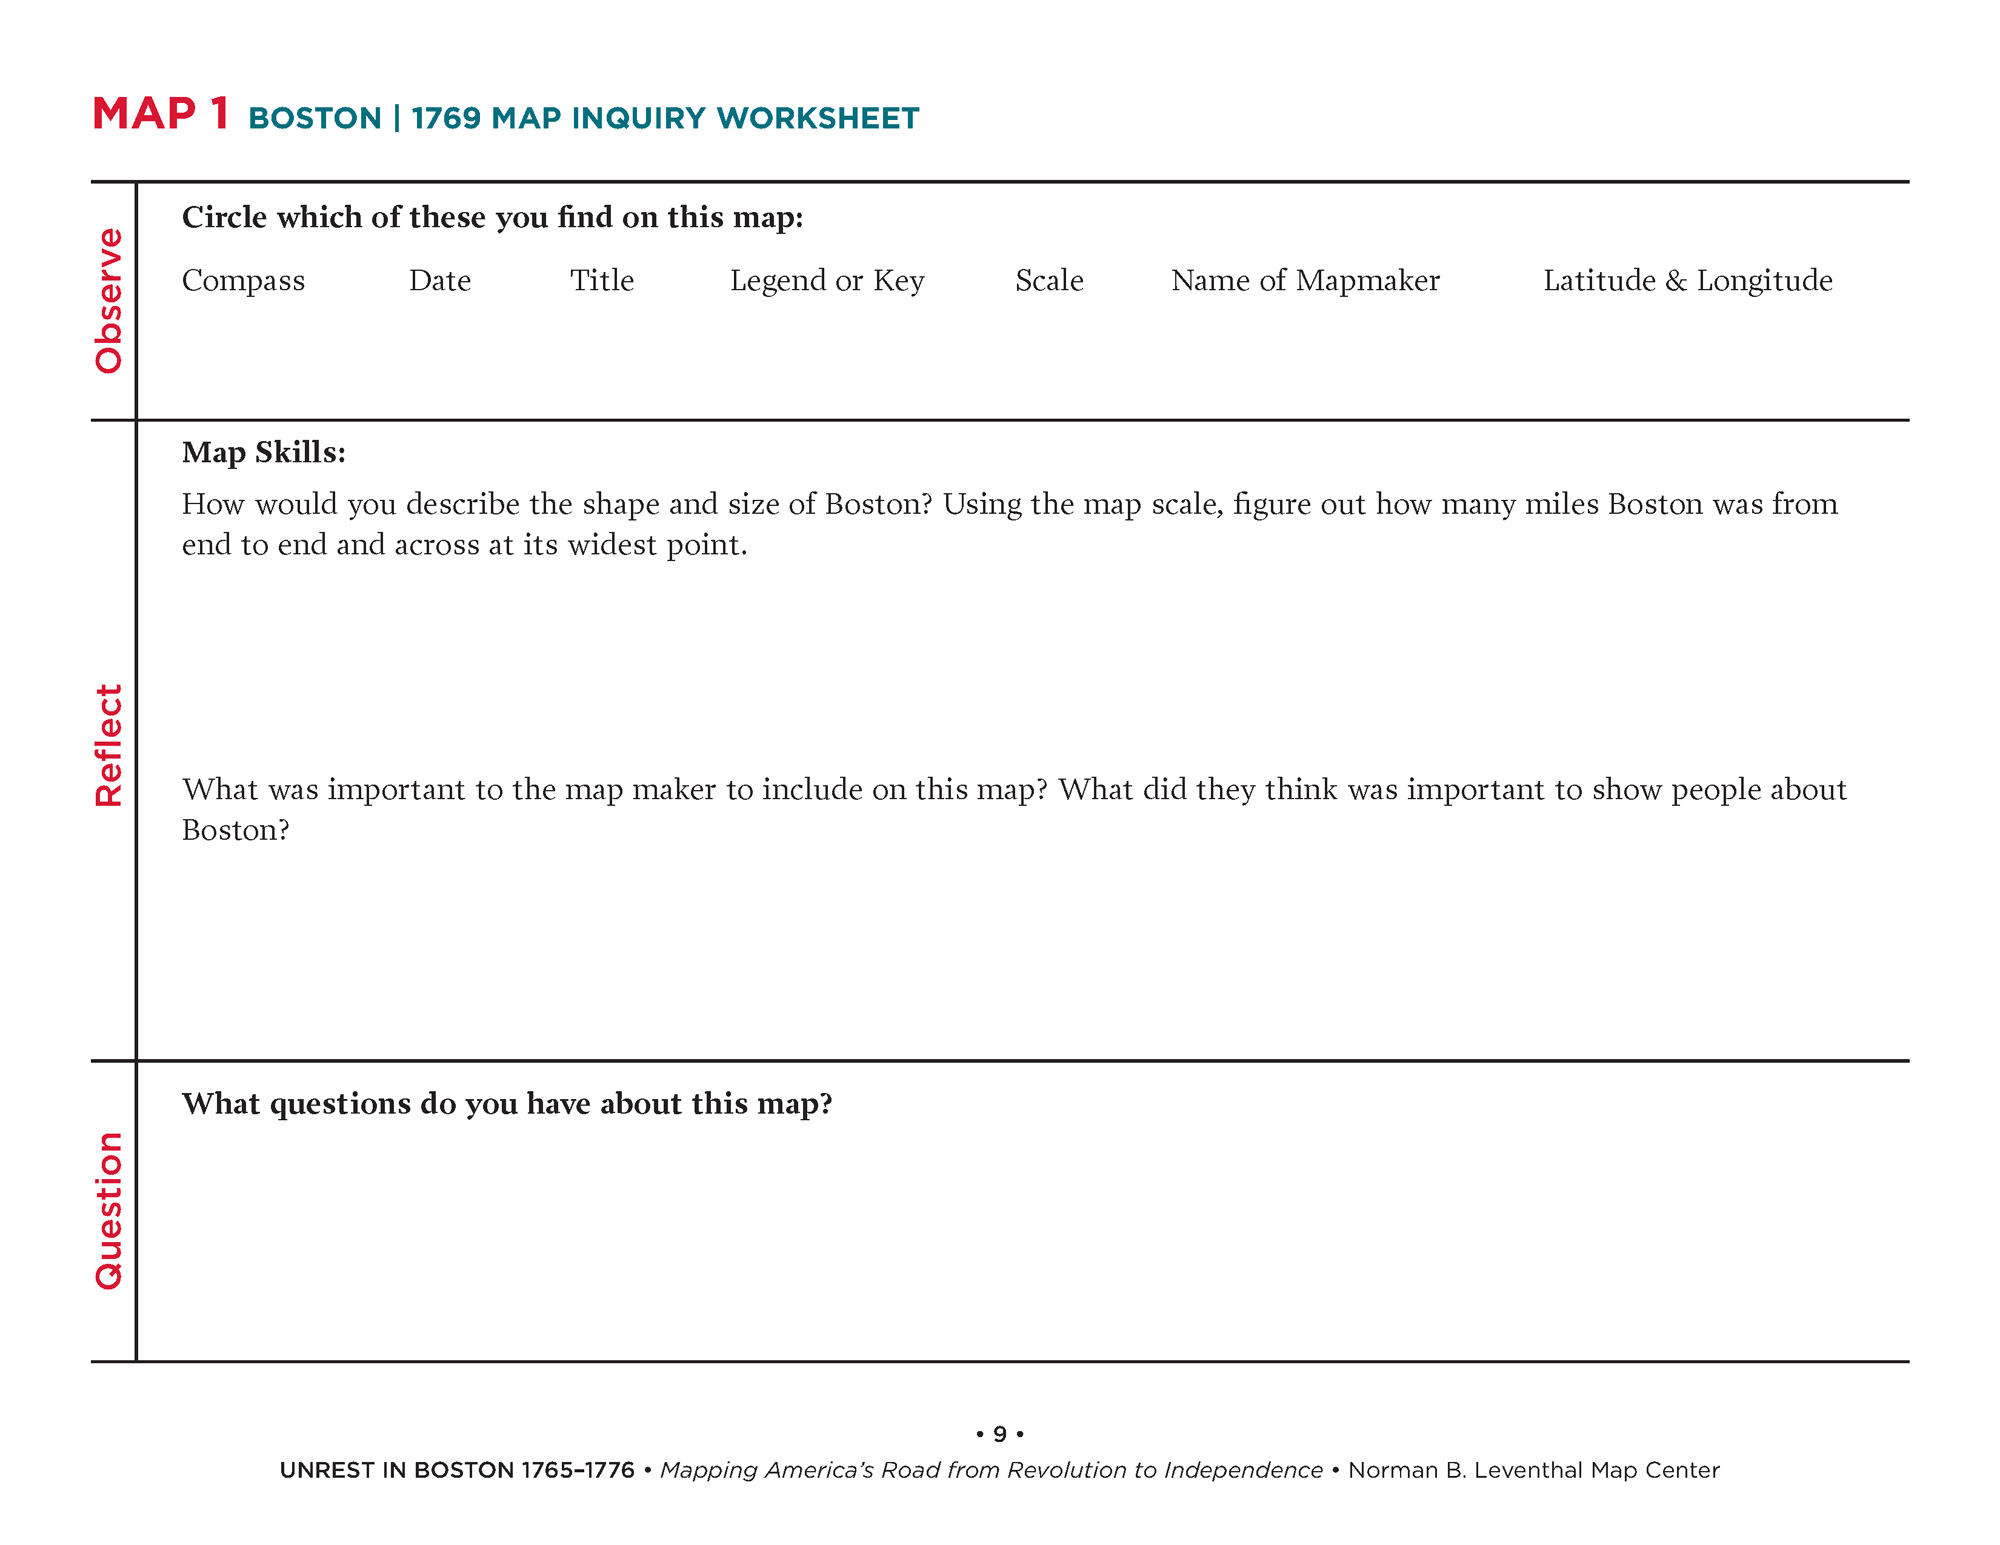 MAP 1 BOSTON | 1769 MAP INQUIRY WORKSHEET
Observe
Circle which of these you find on this map:
Compass Date Title Legend or Key Scale Name of Mapmaker Latitude & Longitude
Reflect
Map Skills:
How would you describe the shape and size of Boston? Using the map scale, figure out how many miles Boston was from
end to end and across at its widest point.
What was important to the map maker to include on this map? What did they think was important to show people about
Boston?
Question
What questions do you have about this map?
• 9 •
UNREST IN BOSTON 1765–1776 • Mapping America's Road from Revolution to Independence • Norman B. Leventhal Map Center